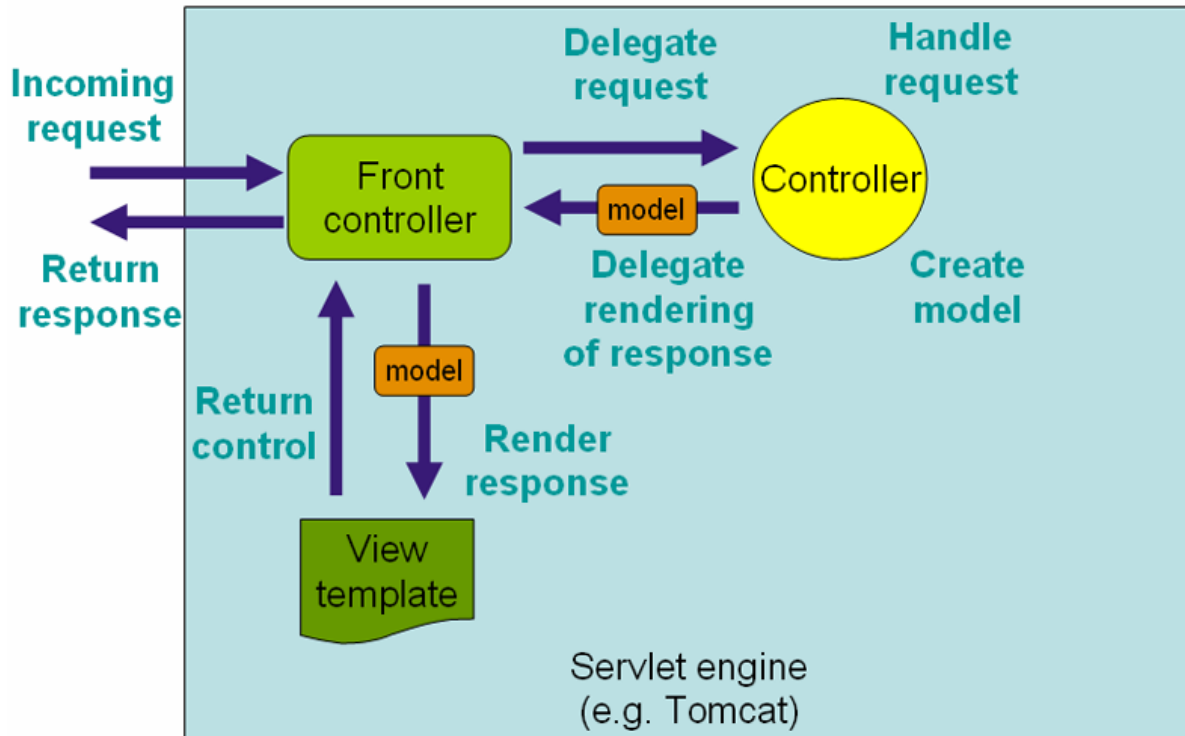 Incoming
request
Return
response
Front
controller
Delegate
request
Handle
request
Controller
model
Delegate
rendering
of response
Create
model
Return
control
model
Render
response
View
template
Servlet engine
(e.g. Tomcat)